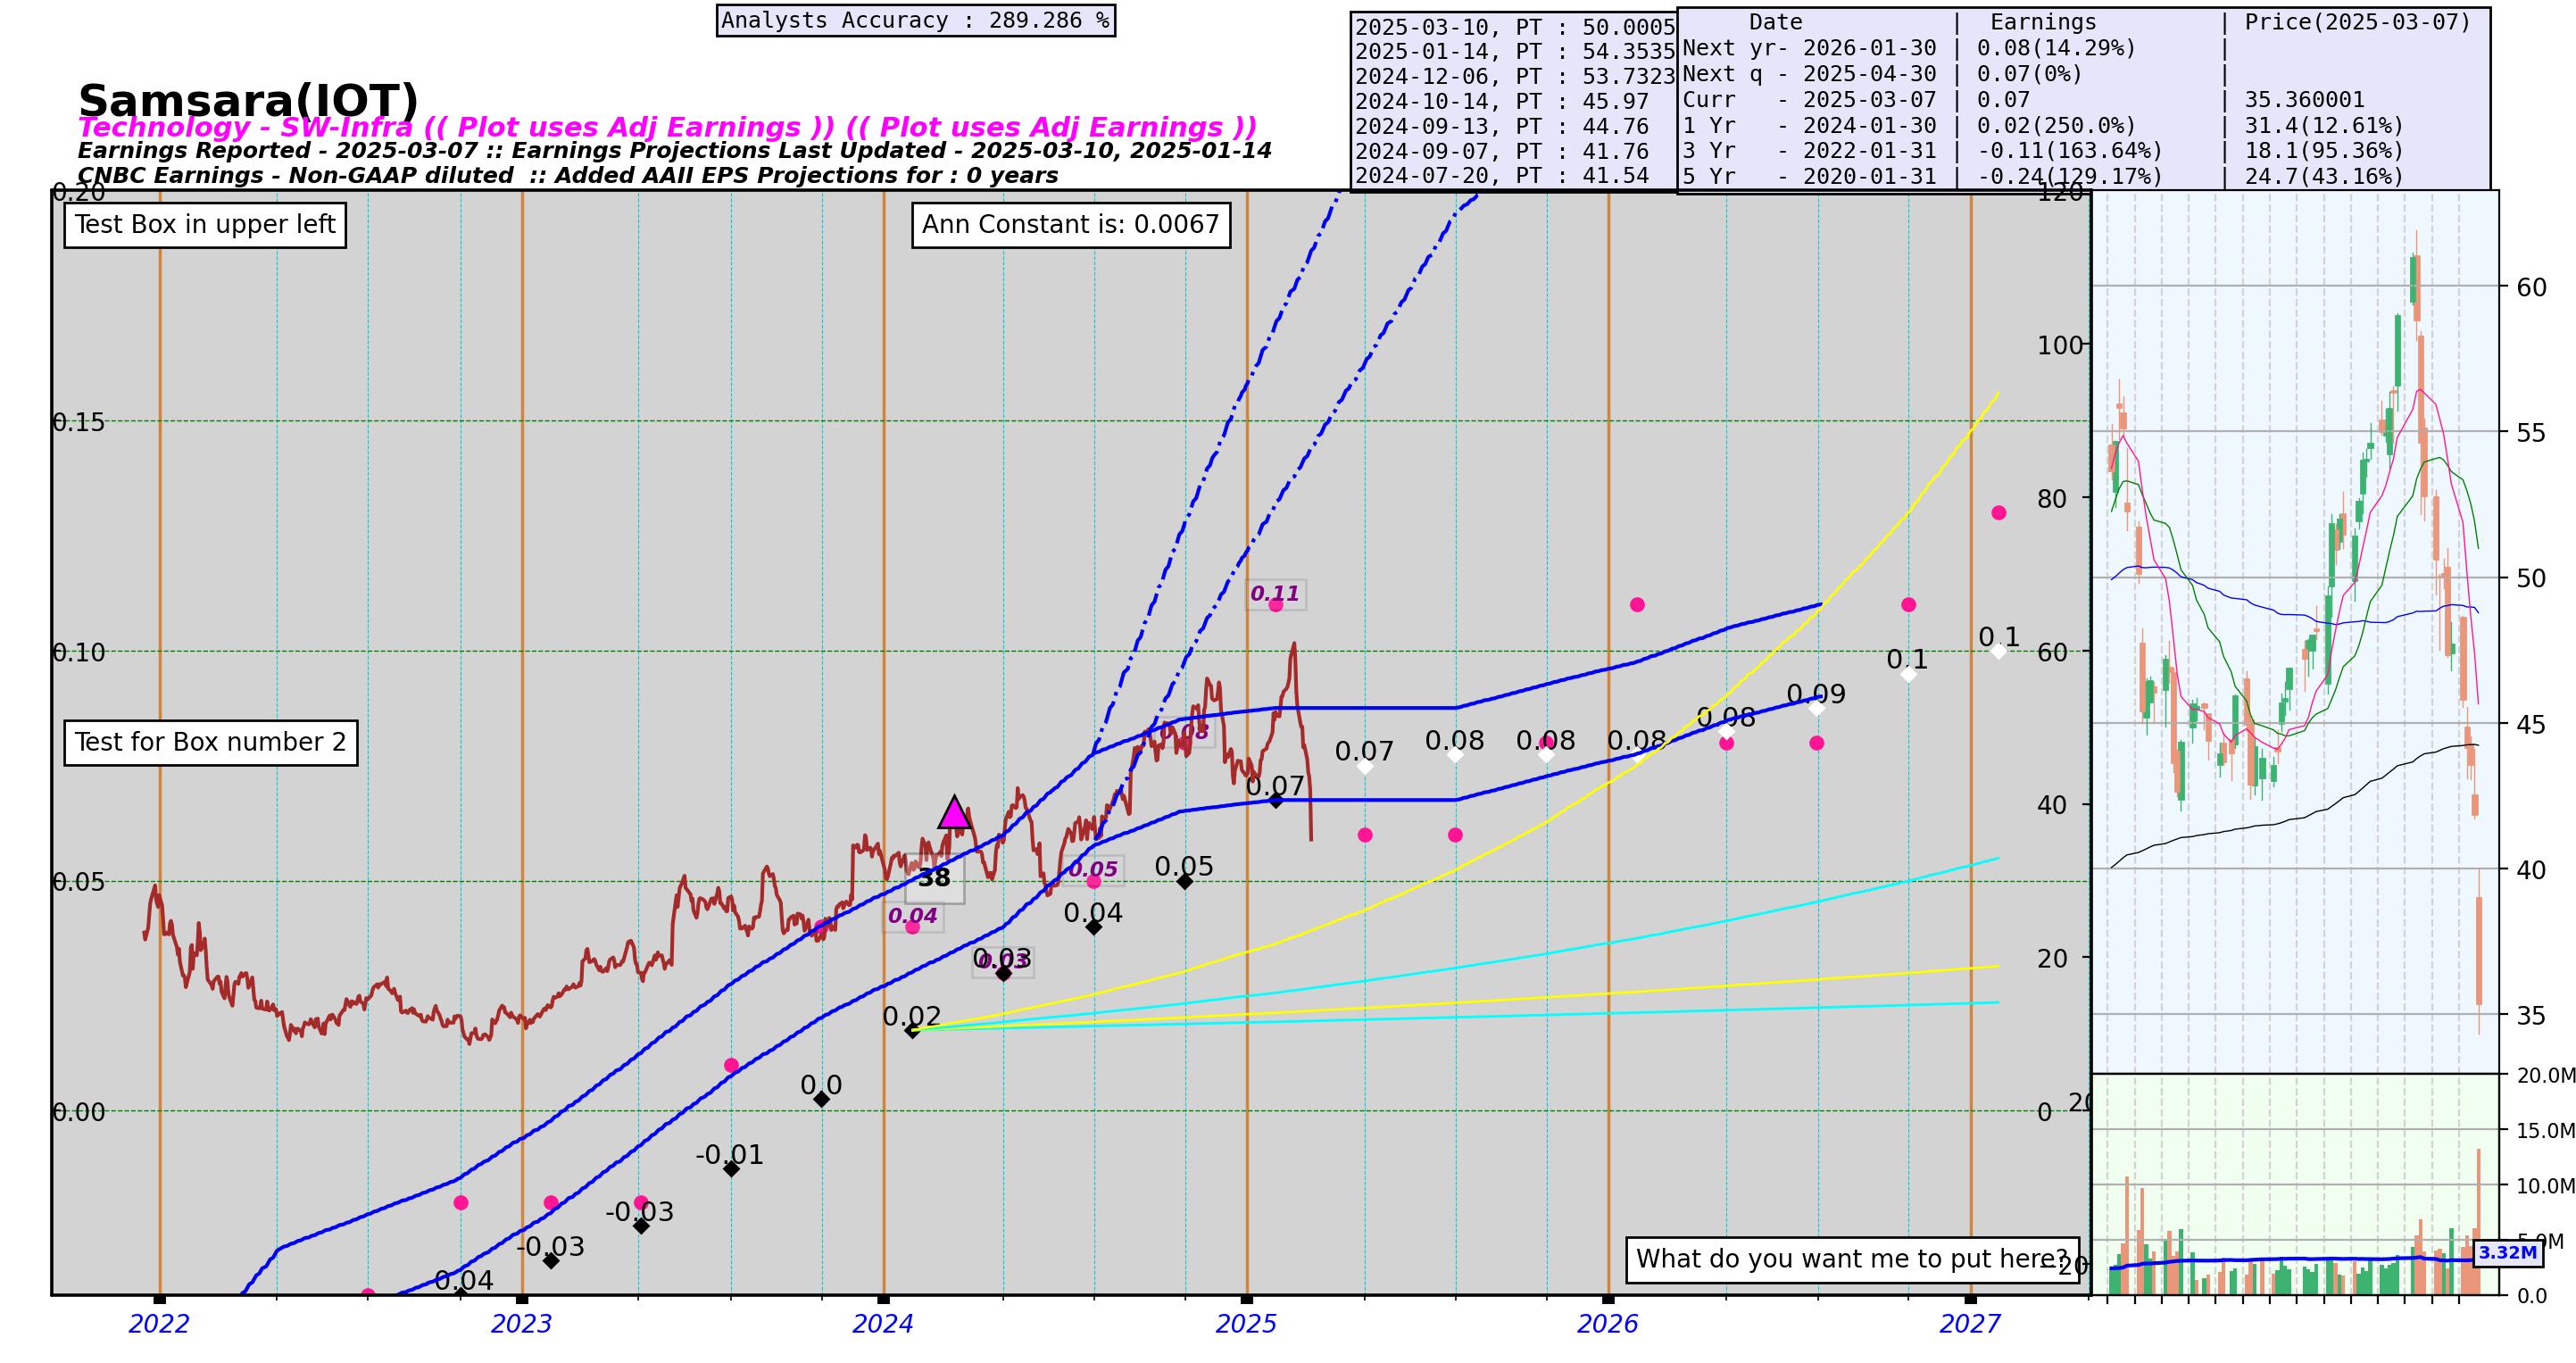 Analysts Accuracy : 289.286 %
2025-03-10, PT : 50.0005
2025-01-14, PT : 54.3535
2024-12-06, PT : 53.7323
2024-10-14, PT : 45.97
2024-09-13, PT : 44.76
2024-09-07, PT : 41.76
2024-07-20, PT : 41.54
Date | Earnings | Price(2025-03-07)
Next yr- 2026-01-30 | 0.08(14.29%) |
Next q - 2025-04-30 | 0.07(0%) |
Curr - 2025-03-07 | 0.07 | 35.360001
1 Yr - 2024-01-30 | 0.02(250.0%) | 31.4(12.61%)
3 Yr - 2022-01-31 | -0.11(163.64%) | 18.1(95.36%)
5 Yr - 2020-01-31 | -0.24(129.17%) | 24.7(43.16%)
Samsara(IOT)
Technology - SW-Infra (( Plot uses Adj Earnings )) (( Plot uses Adj Earnings ))
Earnings Reported - 2025-03-07 :: Earnings Projections Last Updated - 2025-03-10, 2025-01-14
CNBC Earnings - Non-GAAP diluted :: Added AAII EPS Projections for : 0 years
0.20
0.15
0.10
0.05
0.00
Test Box in upper left
Ann Constant is: 0.0067
Test for Box number 2
What do you want me to put here?
0.04
-0.03
-0.03
-0.01
0.0
0.02
0.04
38
0.03
0.03
0.04
0.05
0.05
0.08
0.07
0.11
0.07
0.08
0.08
0.08
0.08
0.09
0.1
0.1
120
100
80
60
40
20
0
-20
20
60
55
50
45
40
35
20.0M
15.0M
10.0M
5.0M
3.32M
0.0
2022
2023
2024
2025
2026
2027